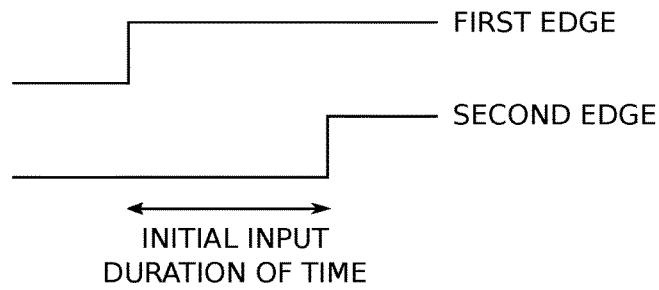 FIRST EDGE
SECOND EDGE
INITIAL INPUT
DURATION OF TIME